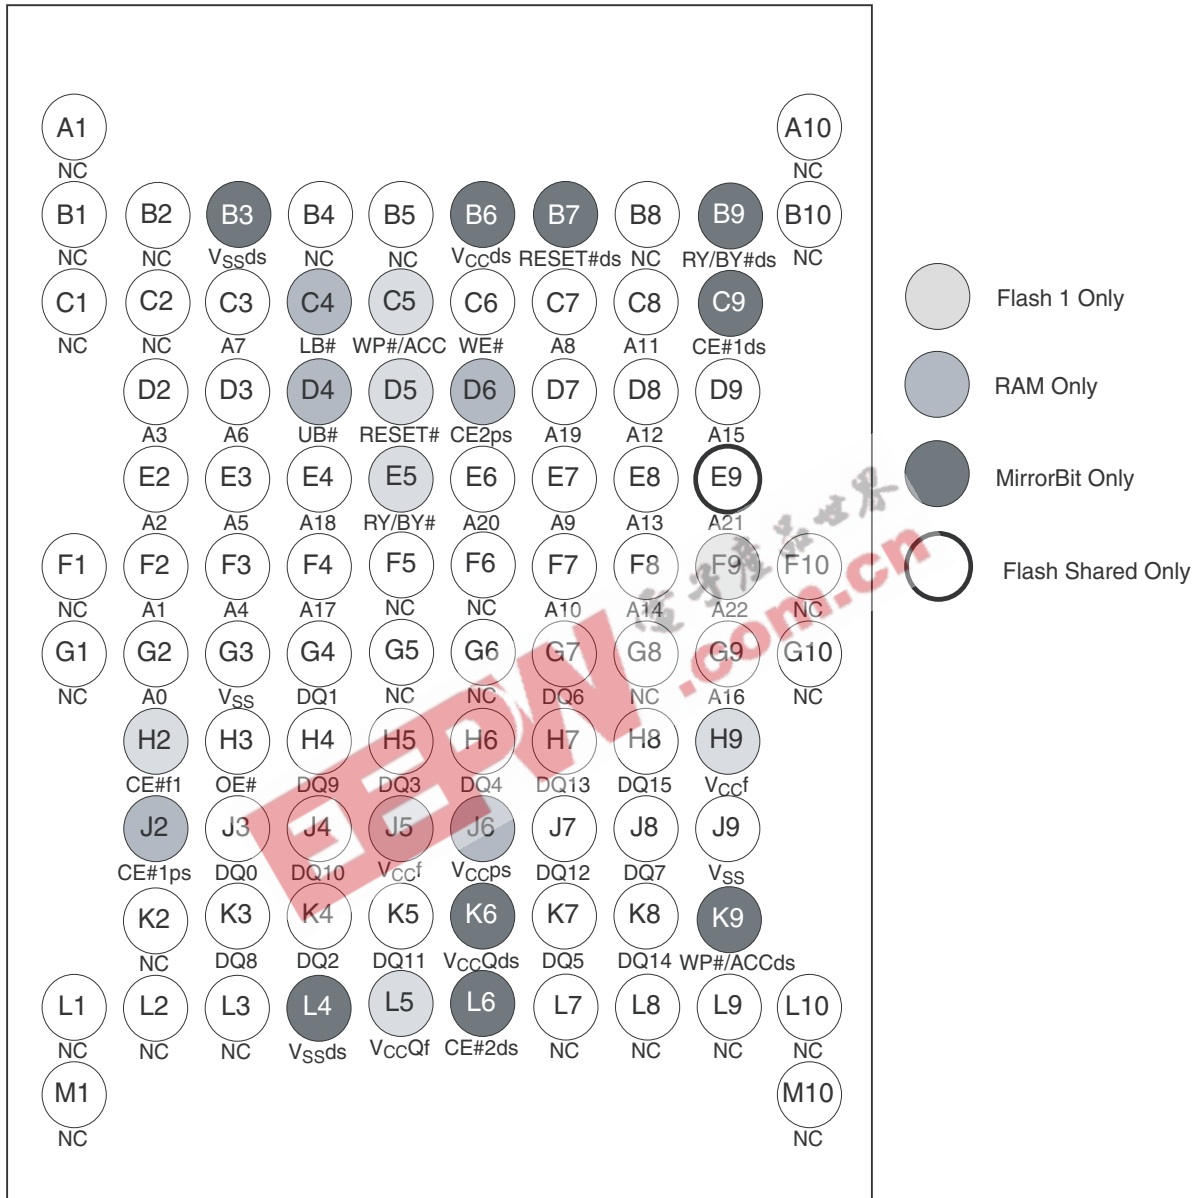 A1 A10
NC NC
B1 B2 B3 B4 B5 B6 B7 B8 B9 B10
NC NC VSSds NC NC VCCds RESET#ds NC RY/BY#ds NC
C1 C2 C3 C4 C5 C6 C7 C8 C9
NC NC A7 LB# WP#/ACC WE# A8 A11 CE#1ds
D2 D3 D4 D5 D6 D7 D8 D9
A3 A6 UB# RESET# CE2ps A19 A12 A15
E2 E3 E4 E5 E6 E7 E8 E9
A2 A5 A18 RY/BY# A20 A9 A13 A21
F1 F2 F3 F4 F5 F6 F7 F8 F9 F10
NC A1 A4 A17 NC NC A10 A14 A22 NC
G1 G2 G3 G4 G5 G6 G7 G8 G9 G10
NC A0 VSS DQ1 NC NC DQ6 NC A16 NC
H2 H3 H4 H5 H6 H7 H8 H9
CE#f1 OE# DQ9 DQ3 DQ4 DQ13 DQ15 VCCf
J2 J3 J4 J5 J6 J7 J8 J9
CE#1ps DQ0 DQ10 VCCf VCCps DQ12 DQ7 VSS
K2 K3 K4 K5 K6 K7 K8 K9
NC DQ8 DQ2 DQ11 VCCQds DQ5 DQ14 WP#/ACCds
L1 L2 L3 L4 L5 L6 L7 L8 L9 L10
NC NC NC VSSds VCCQf CE#2ds NC NC NC NC
M1 M10
NC NC
Flash 1 Only
RAM Only
MirrorBit Only
Flash Shared Only
EEPW.com.cn
電子產品世界